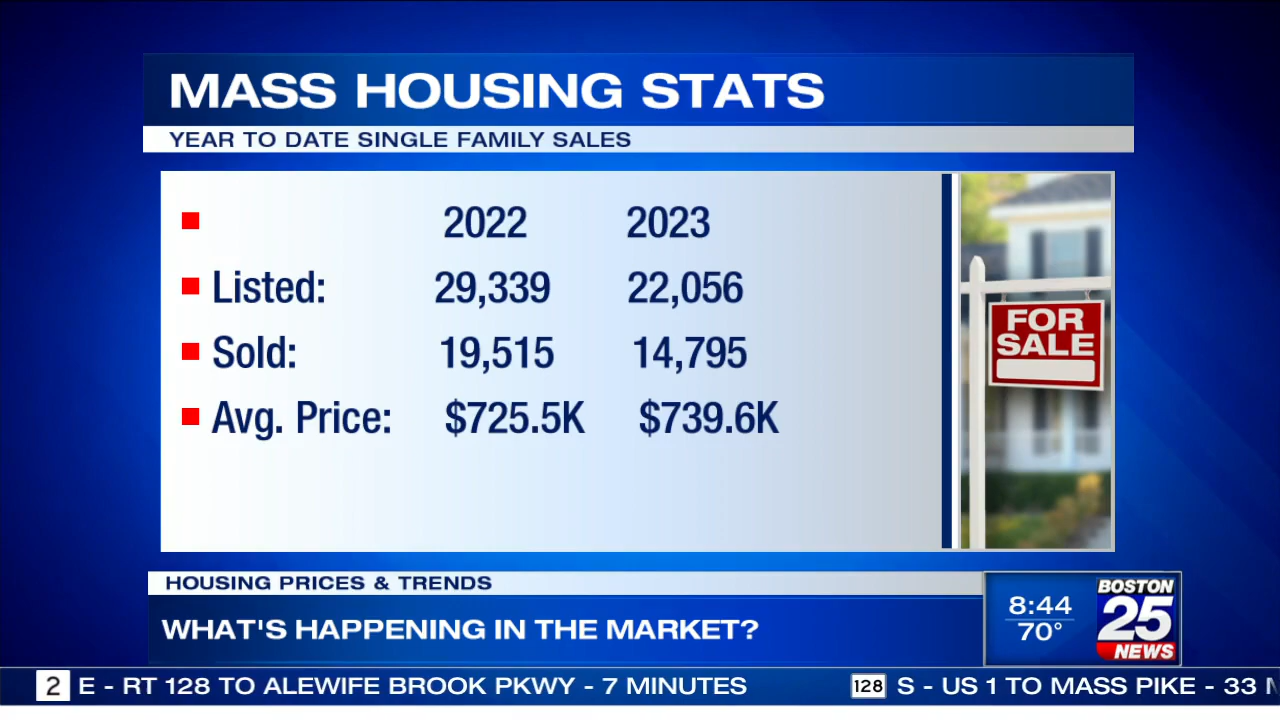 MASS HOUSING STATS
YEAR TO DATE SINGLE FAMILY SALES
2022 2023
Listed: 29,339 22,056
Sold: 19,515 14,795
Avg. Price: $725.5K $739.6K
FOR
SALE
HOUSING PRICES & TRENDS
WHAT'S HAPPENING IN THE MARKET?
8:44
70°
BOSTON
25
NEWS
2 E - RT 128 TO ALEWIFE BROOK PKWY - 7 MINUTES 128 S - US 1 TO MASS PIKE - 33